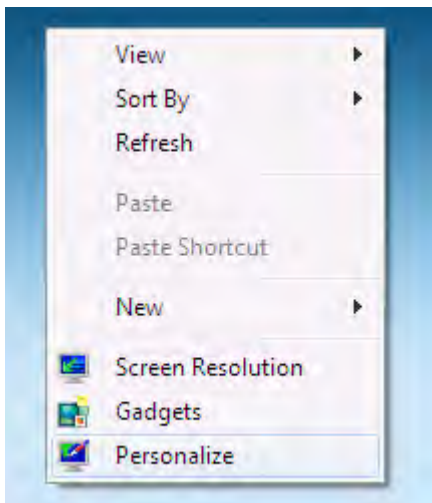 View
Sort By
Refresh
Paste
Paste Shortcut
New
Screen Resolution
Gadgets
Personalize